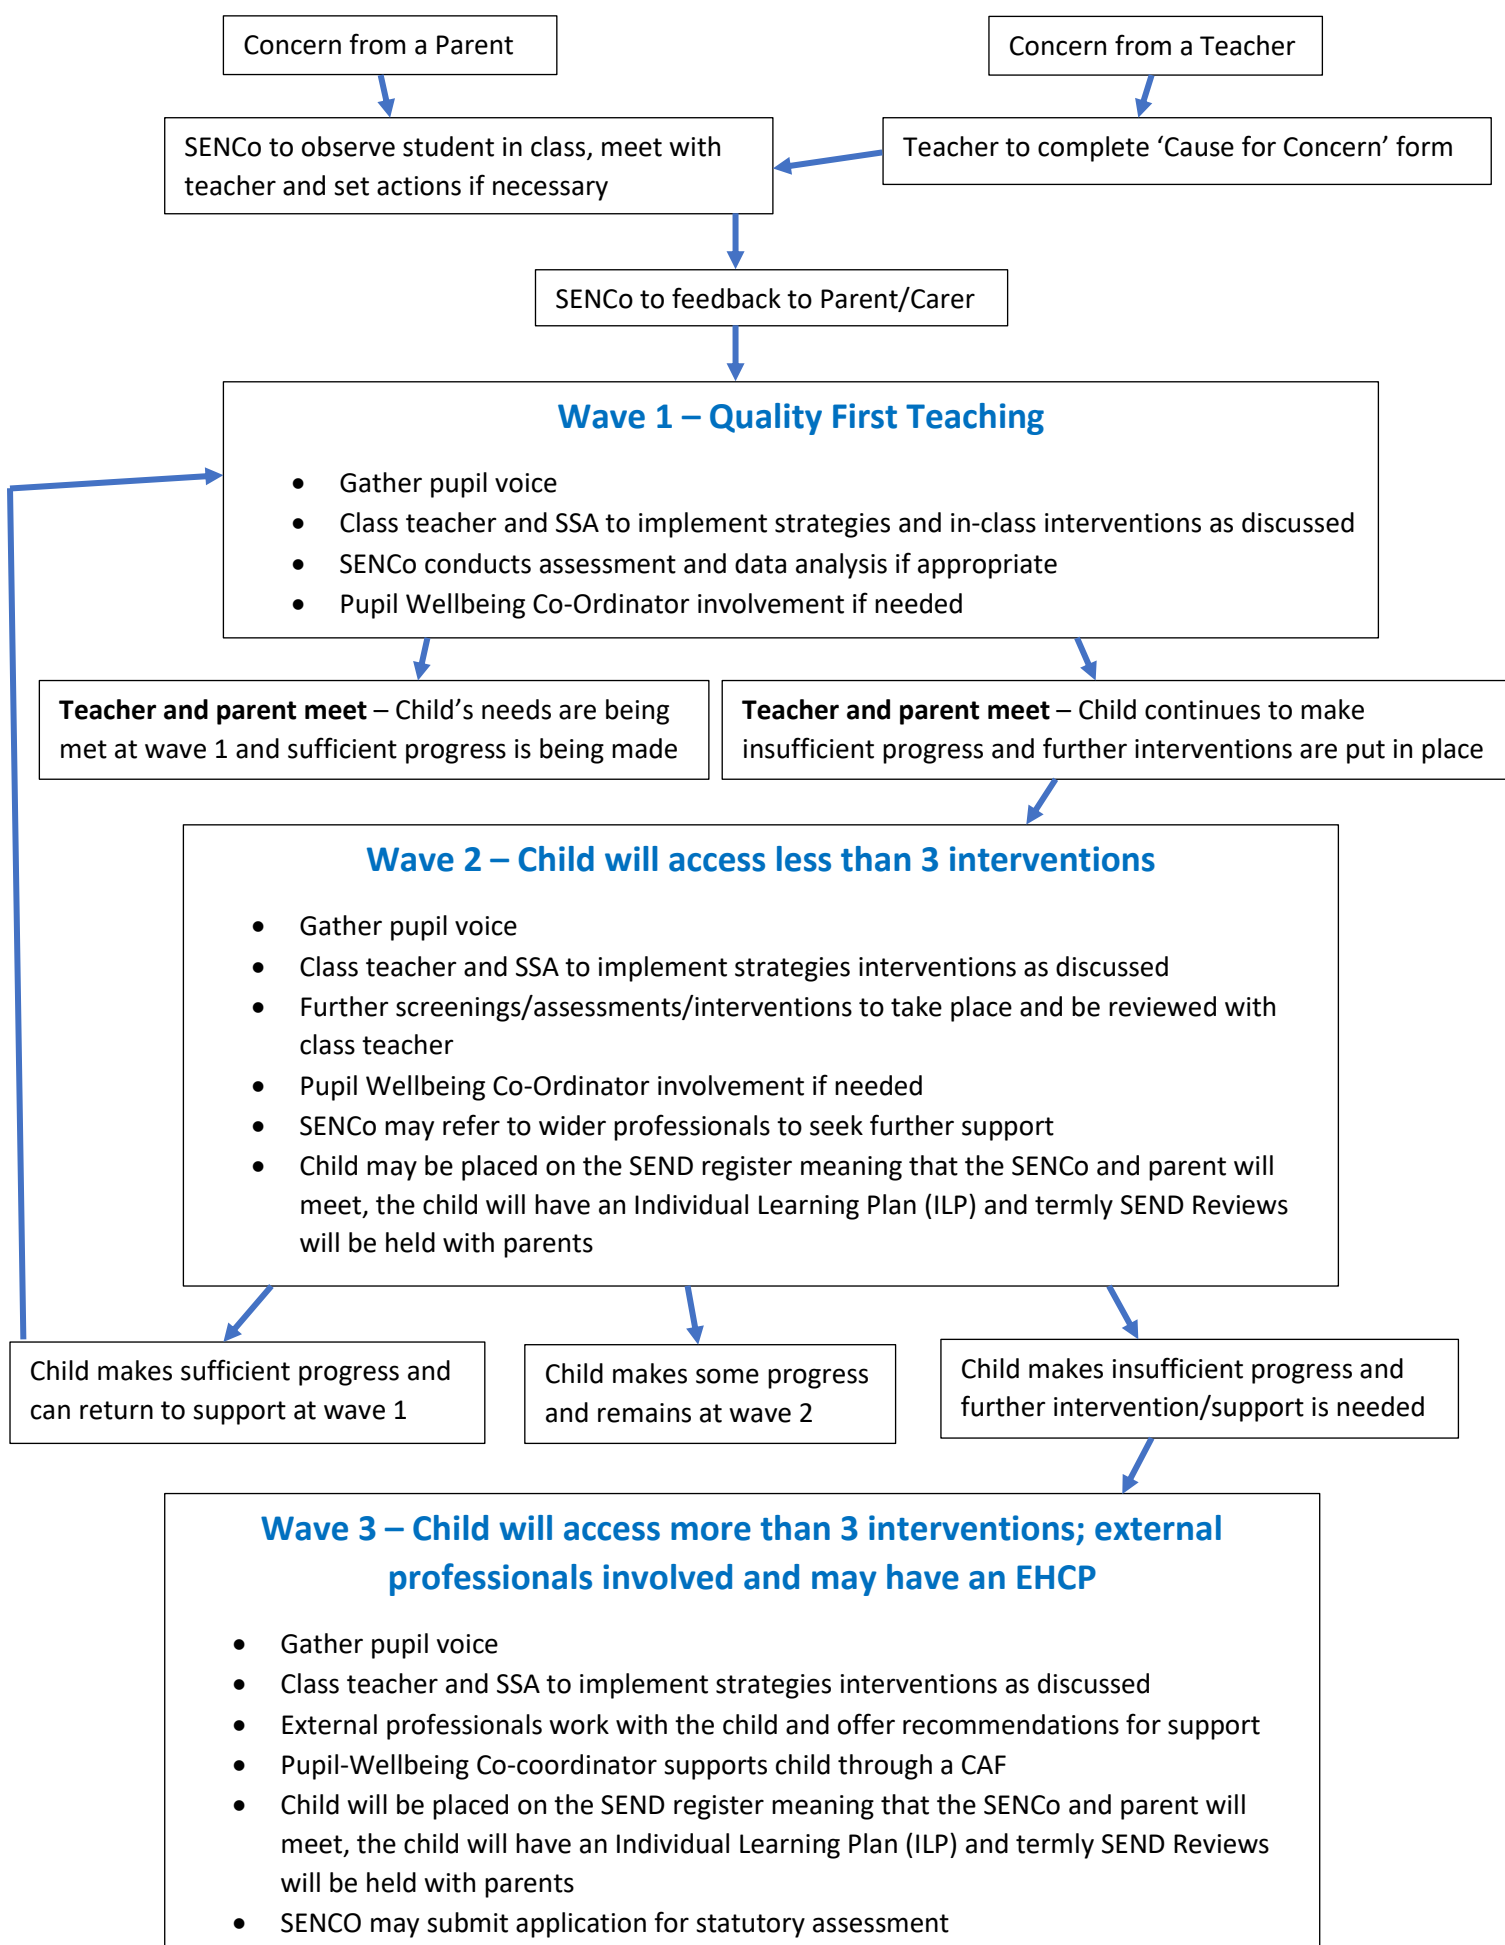 Concern from a Parent
Concern from a Teacher
SENCo to observe student in class, meet with
teacher and set actions if necessary
Teacher to complete ‘Cause for Concern’ form
SENCo to feedback to Parent/Carer
Wave 1 – Quality First Teaching
• Gather pupil voice
• Class teacher and SSA to implement strategies and in-class interventions as discussed
• SENCo conducts assessment and data analysis if appropriate
• Pupil Wellbeing Co-Ordinator involvement if needed
Teacher and parent meet – Child’s needs are being
met at wave 1 and sufficient progress is being made
Teacher and parent meet – Child continues to make
insufficient progress and further interventions are put in place
Wave 2 – Child will access less than 3 interventions
• Gather pupil voice
• Class teacher and SSA to implement strategies interventions as discussed
• Further screenings/assessments/interventions to take place and be reviewed with
class teacher
• Pupil Wellbeing Co-Ordinator involvement if needed
• SENCo may refer to wider professionals to seek further support
• Child may be placed on the SEND register meaning that the SENCo and parent will
meet, the child will have an Individual Learning Plan (ILP) and termly SEND Reviews
will be held with parents
Child makes sufficient progress and
can return to support at wave 1
Child makes some progress
and remains at wave 2
Child makes insufficient progress and
further intervention/support is needed
Wave 3 – Child will access more than 3 interventions; external
professionals involved and may have an EHCP
• Gather pupil voice
• Class teacher and SSA to implement strategies interventions as discussed
• External professionals work with the child and offer recommendations for support
• Pupil-Wellbeing Co-coordinator supports child through a CAF
• Child will be placed on the SEND register meaning that the SENCo and parent will
meet, the child will have an Individual Learning Plan (ILP) and termly SEND Reviews
will be held with parents
• SENCO may submit application for statutory assessment